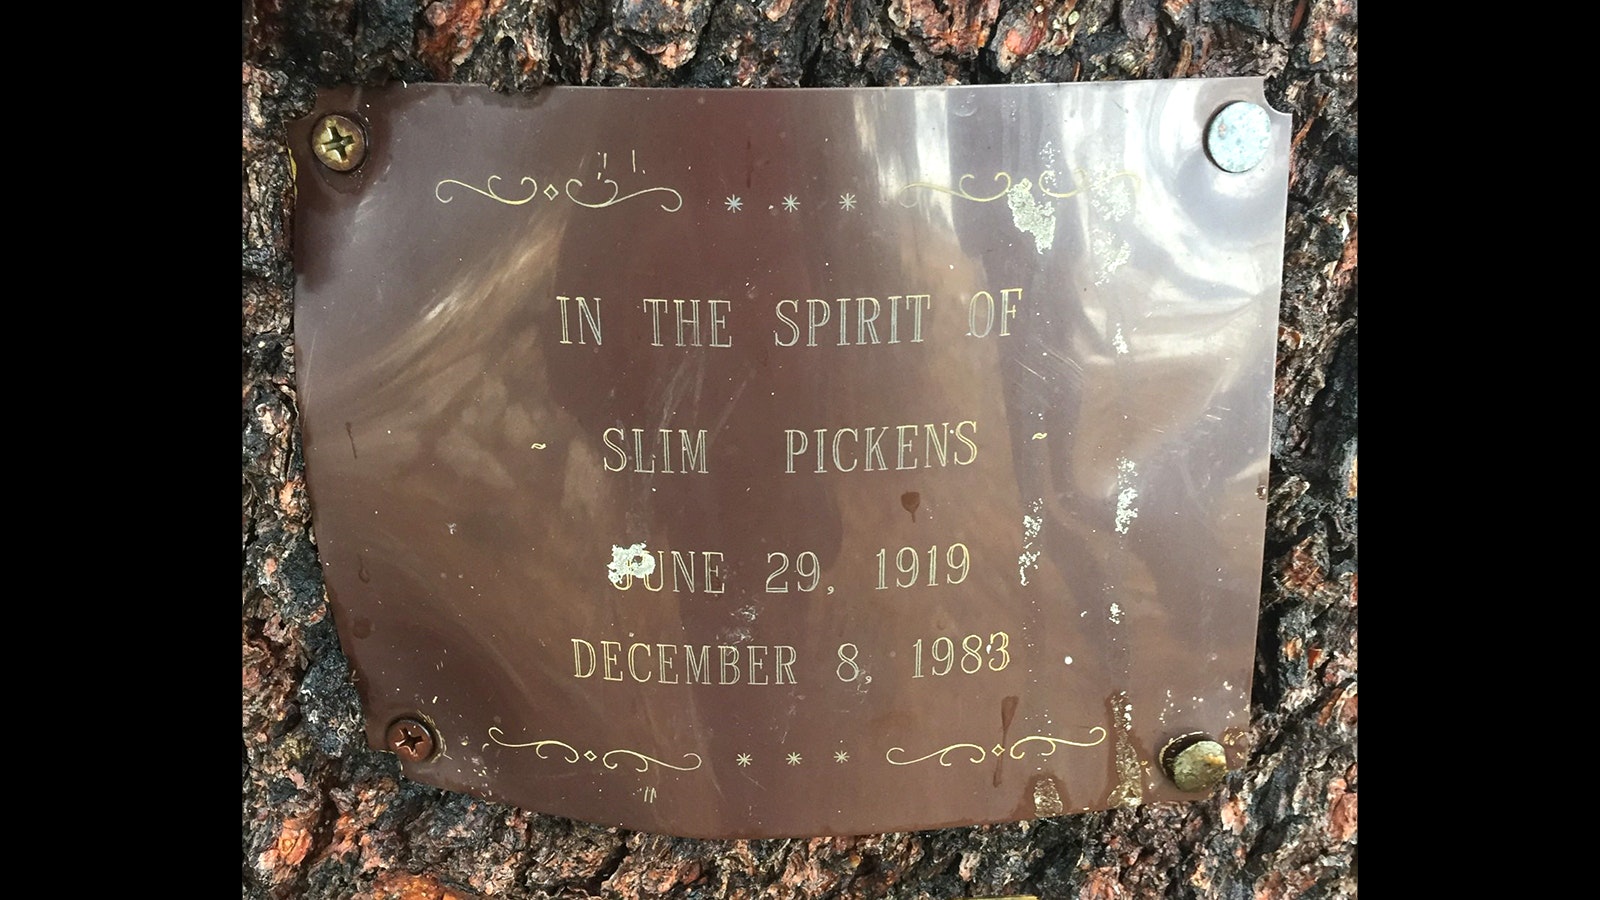 IN THE SPIRIT OF
~ SLIM PICKENS ~
JUNE 29, 1919
DECEMBER 8, 1983